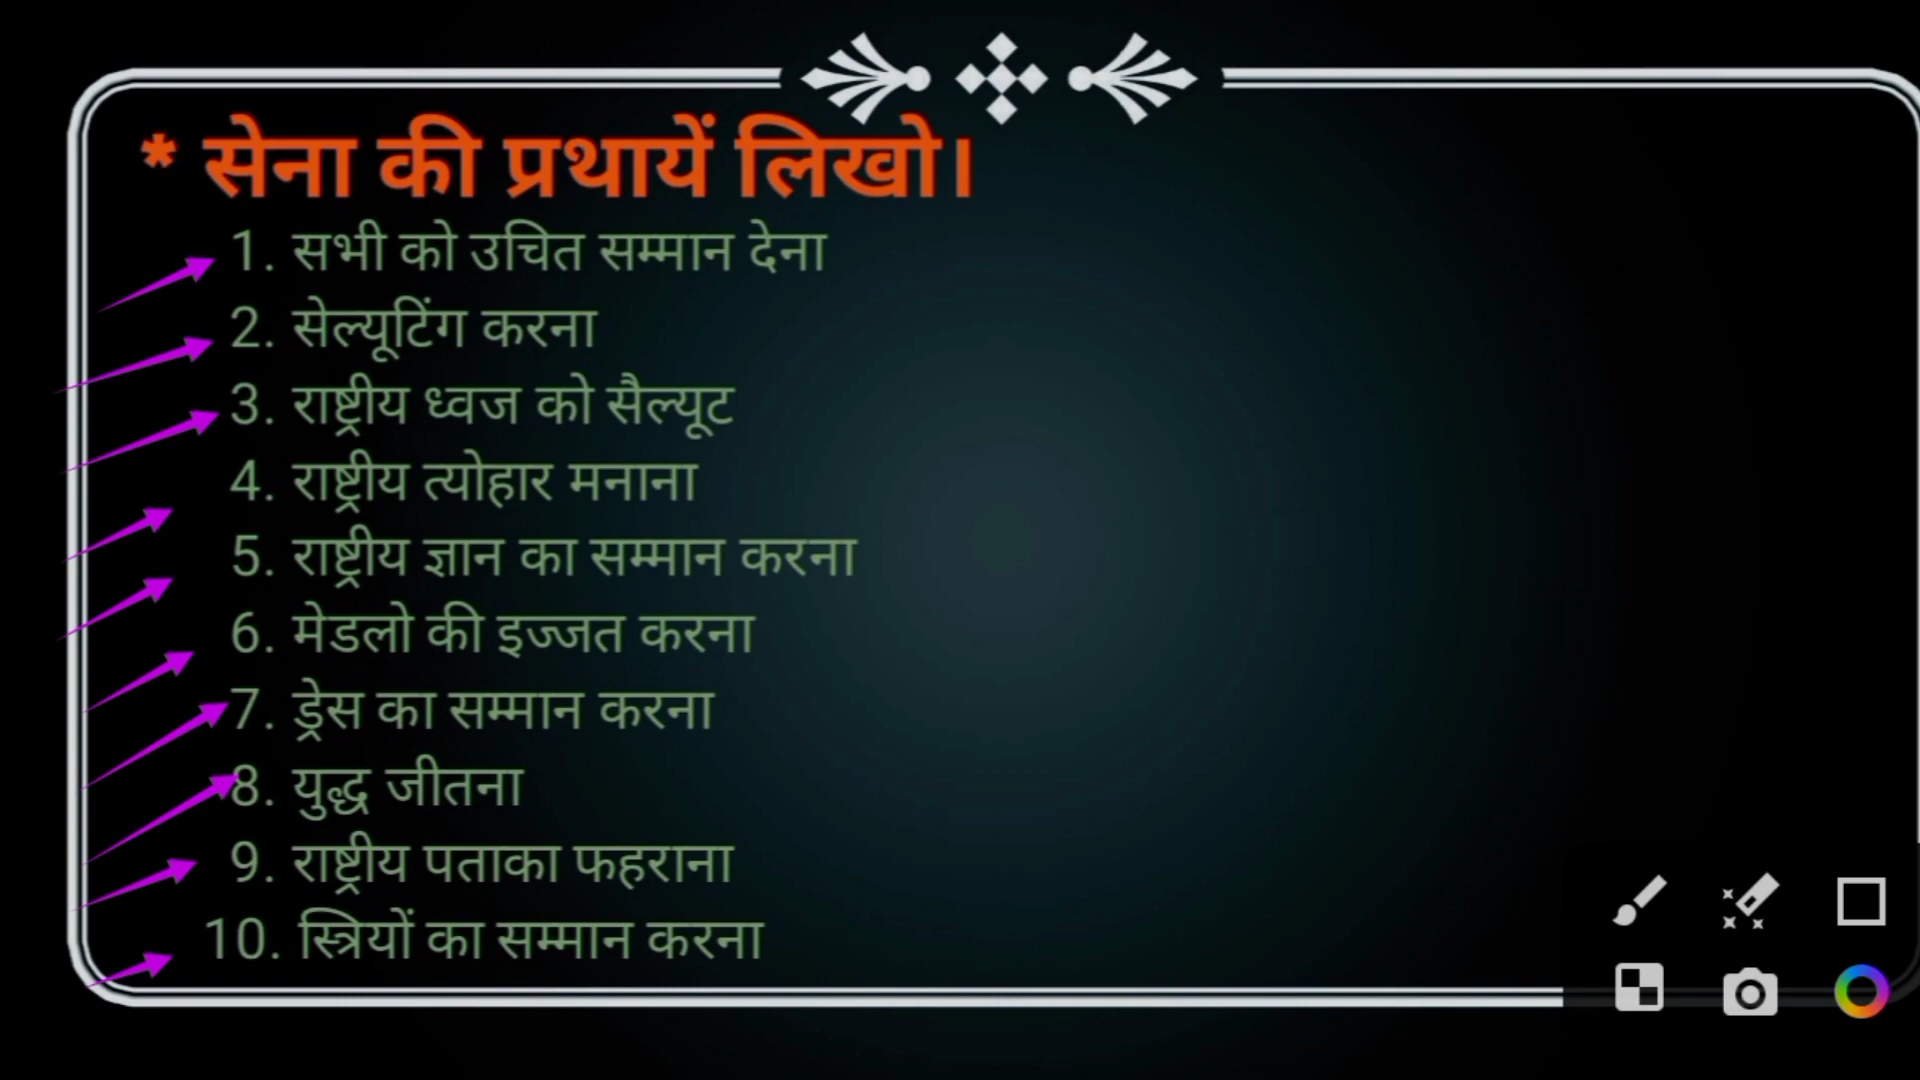 * सेना की प्रथायें लिखो।
1. सभी को उचित सम्मान देना
2. सेल्यूटिंग करना
3. राष्ट्रीय ध्वज को सैल्यूट
4. राष्ट्रीय त्योहार मनाना
5. राष्ट्रीय ज्ञान का सम्मान करना
6. मेडलो की इज्जत करना
7. ड्रेस का सम्मान करना
8. युद्ध जीतना
9. राष्ट्रीय पताका फहराना
10. स्त्रियों का सम्मान करना